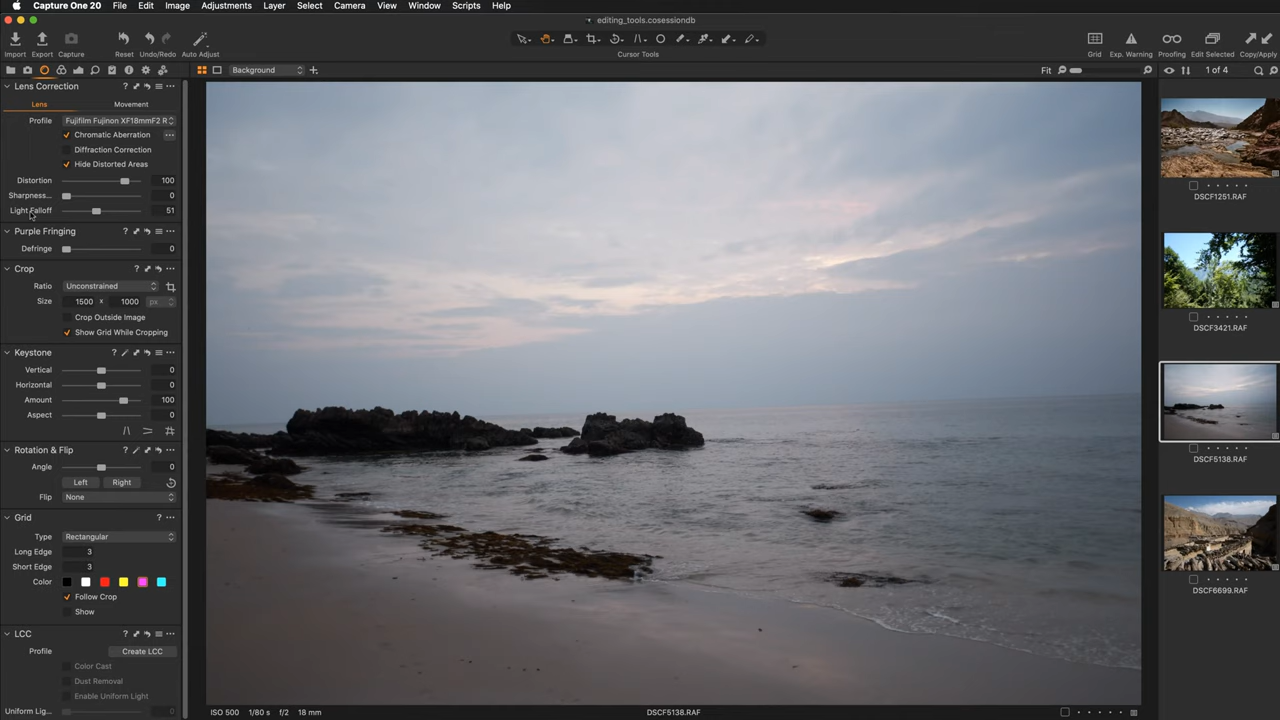 Capture One 20 File Edit View Image Adjustments Layer Select Camera View Window Scripts Help
editing_tools.cosessiondb
Import Export Capture Reset Undo/Redo Auto Adjust Cursor Tools Grid Exp. Warning Proofing Edit Selected Copy/Apply
Background Fit 1 of 4
Lens Correction
Lens Movement
Profile Fujifilm Fujinon XF18mmF2 R
Chromatic Aberration
Diffraction Correction
Hide Distorted Areas
Distortion 100
Sharpness... 0
Light Falloff 51
Purple Fringing
Defringe 0
Crop
Ratio Unconstrained
Size 1500 x 1000 px
Crop Outside Image
Show Grid While Cropping
Keystone
Vertical 0
Horizontal 0
Amount 100
Aspect 0
Rotation & Flip
Angle 0
Left Right
Flip None
Grid
Type Rectangular
Long Edge 3
Short Edge 3
Color
Follow Crop
Show
LCC
Profile Create LCC
Color Cast
Dust Removal
Enable Uniform Light
Uniform Lig... 0
ISO 500 1/80 s f/2 18 mm
DSCF5138.RAF
DSCF1251.RAF
DSCF3421.RAF
DSCF5138.RAF
DSCF6699.RAF